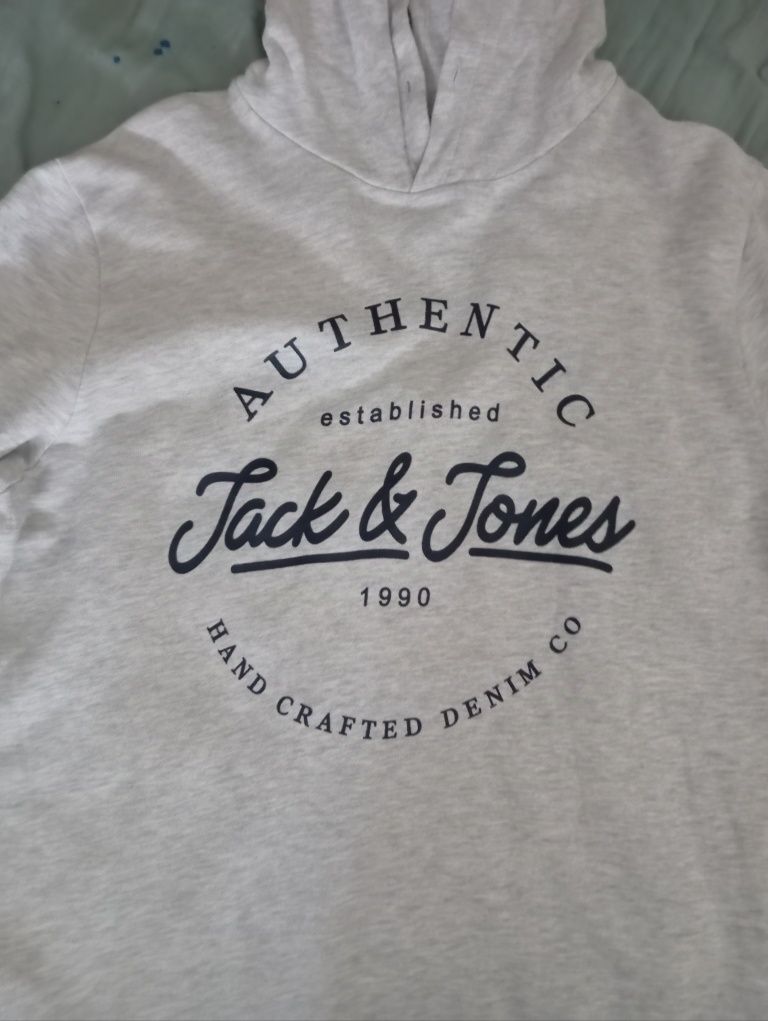 AUTHENTIC
established
Jack & Jones
1990
HAND CRAFTED DENIM CO